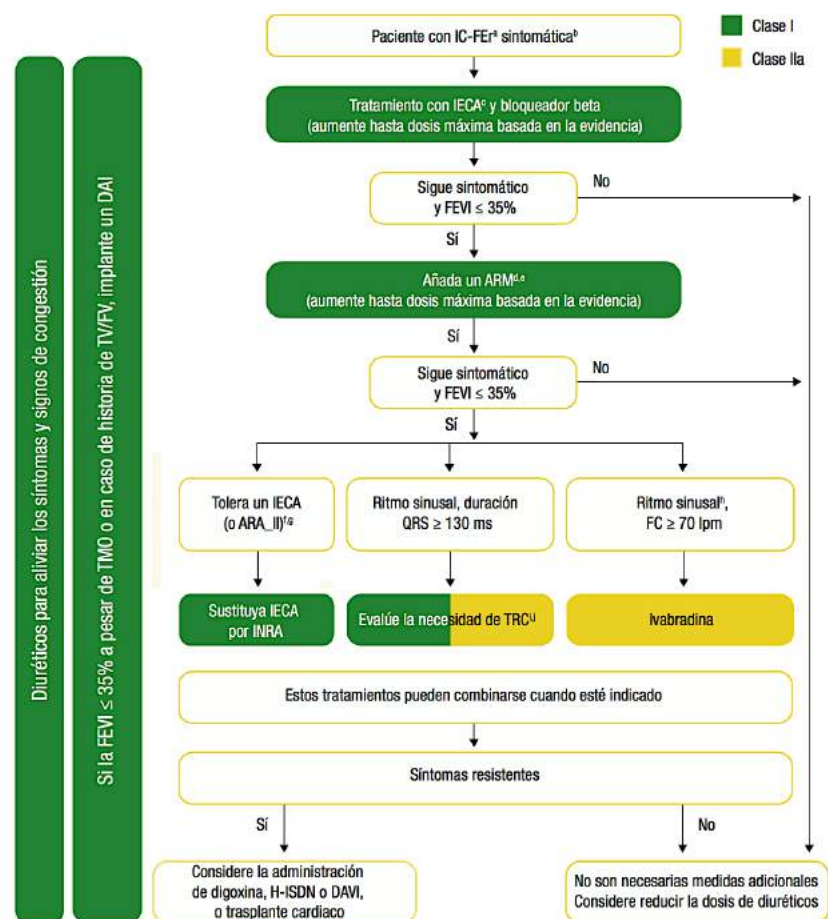 Clase I
Clase IIa
Diuréticos para aliviar los síntomas y signos de congestión
Si la FEVI ≤ 35% a pesar de TMO o en caso de historia de TV/FV, implante un DAI
Paciente con IC-FErᵃ sintomáticaᵇ
Tratamiento con IECAᶜ y bloqueador beta
(aumente hasta dosis máxima basada en la evidencia)
Sigue sintomático
y FEVI ≤ 35%
No
Sí
Añada un ARMᵈ,ᵉ
(aumente hasta dosis máxima basada en la evidencia)
Sí
Sigue sintomático
y FEVI ≤ 35%
No
Sí
Tolera un IECA
(o ARA_II)ᶠ,ᵍ
Ritmo sinusal, duración
QRS ≥ 130 ms
Ritmo sinusalʰ,
FC ≥ 70 lpm
Sustituya IECA
por INRA
Evalúe la necesidad de TRCⁱ,ʲ
Ivabradina
Estos tratamientos pueden combinarse cuando esté indicado
Síntomas resistentes
Sí
No
Considere la administración
de digoxina, H-ISDN o DAVI,
o trasplante cardiaco
No son necesarias medidas adicionales
Considere reducir la dosis de diuréticos